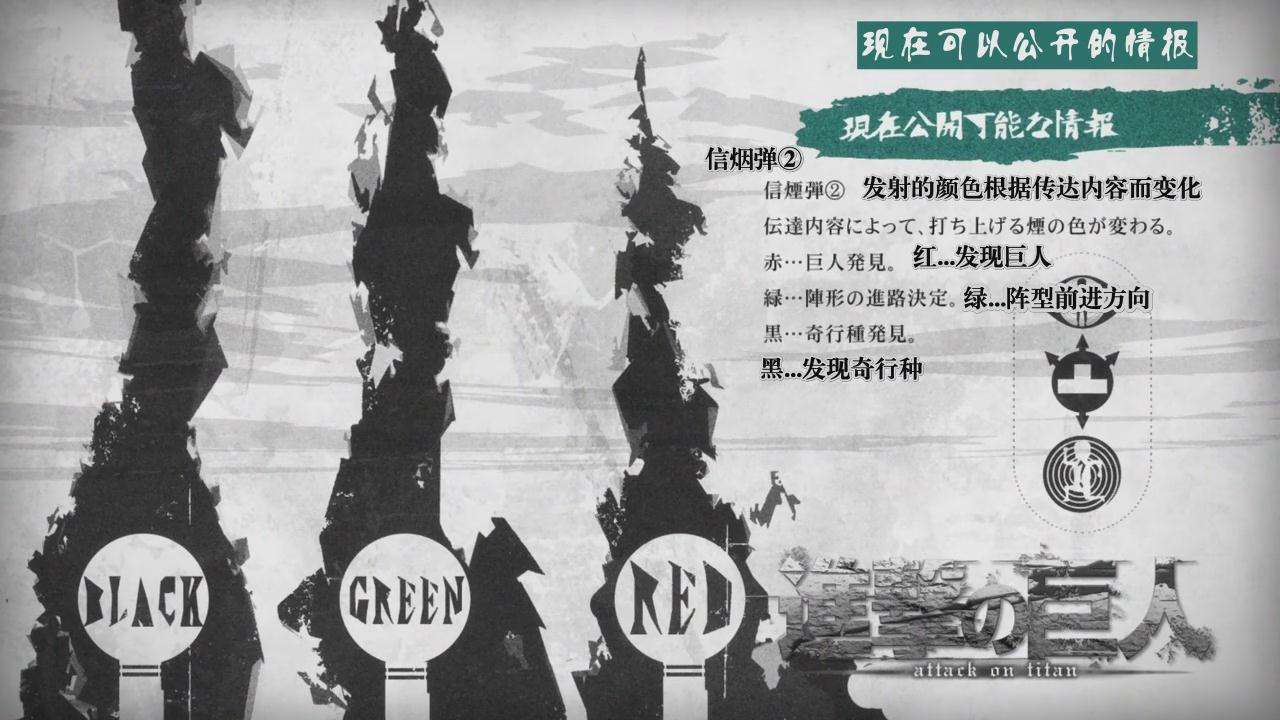 现在可以公开的情报
現在公開可能な情報
信烟弹②
信煙弾② 发射的颜色根据传达内容而变化
伝達内容によって、打ち上げる煙の色が変わる。
赤…巨人発見。 红...发现巨人
緑…陣形の進路決定。 绿...阵型前进方向
黒…奇行種発見。
黑...发现奇行种
BLACK
GREEN
RED
進撃の巨人
attack on titan